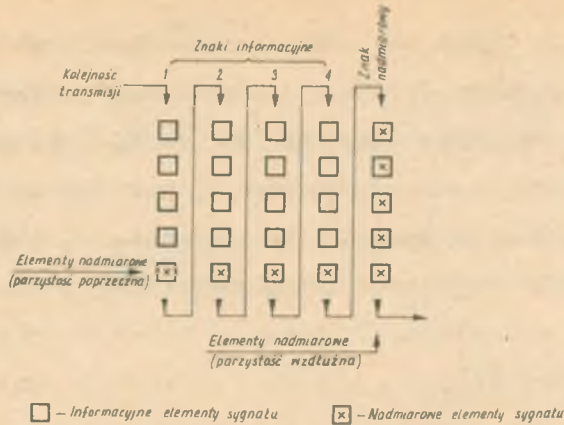 Znaki informacyjne
Znak
nadmiarowy
Kolejność
transmisji
1 2 3 4
Elementy nadmiarowe
(parzystość poprzeczna)
Elementy nadmiarowe
(parzystość wzdłużna)
– Informacyjne elementy sygnału
– Nadmiarowe elementy sygnału